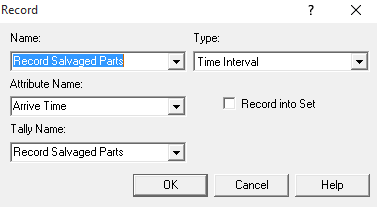 Record
?
Name:
Type:
Record Salvaged Parts
Time Interval
Attribute Name:
Arrive Time
Record into Set
Tally Name:
Record Salvaged Parts
OK
Cancel
Help